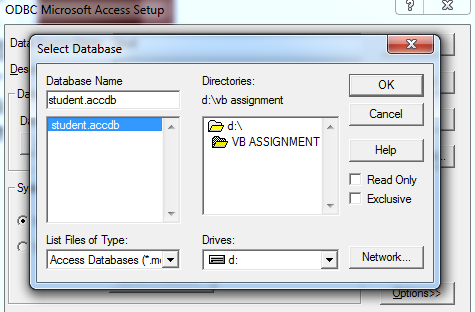 ODBC Microsoft Access Setup
Select Database
Database Name
student.accdb
student.accdb
List Files of Type:
Access Databases (*.m
Directories:
d:\vb assignment
d:\
VB ASSIGNMENT
Drives:
d:
OK
Cancel
Help
Read Only
Exclusive
Network...
Options>>